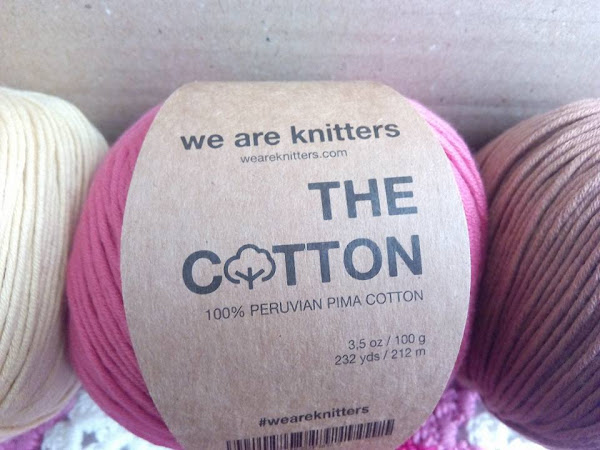 we are knitters
weareknitters.com
THE
COTTON
100% PERUVIAN PIMA COTTON
3,5 oz / 100 g
232 yds / 212 m
#weareknitters